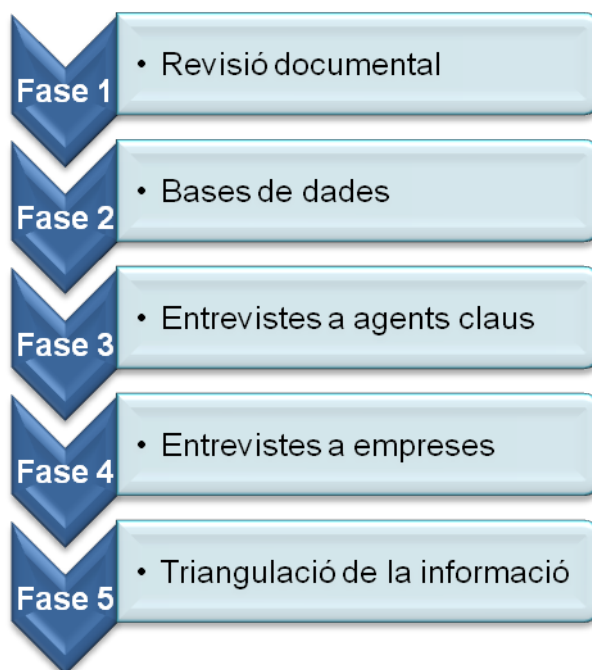 Fase 1
• Revisió documental
Fase 2
• Bases de dades
Fase 3
• Entrevistes a agents claus
Fase 4
• Entrevistes a empreses
Fase 5
• Triangulació de la informació